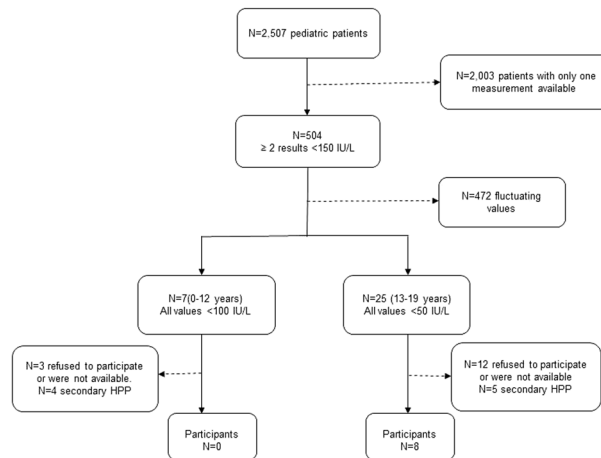 N=2,507 pediatric patients
N=2,003 patients with only one
measurement available
N=504
≥ 2 results <150 IU/L
N=472 fluctuating
values
N=7(0-12 years)
All values <100 IU/L
N=25 (13-19 years)
All values <50 IU/L
N=3 refused to participate
or were not available.
N=4 secondary HPP
N=12 refused to participate
or were not available
N=5 secondary HPP
Participants
N=0
Participants
N=8